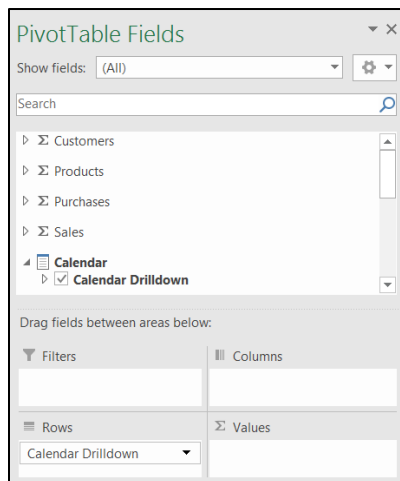 PivotTable Fields
Show fields: (All)
Search
Σ Customers
Σ Products
Σ Purchases
Σ Sales
Calendar
Calendar Drilldown
Drag fields between areas below:
Filters
Columns
Rows
Σ Values
Calendar Drilldown